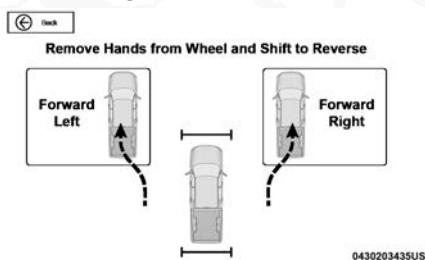 Back
Remove Hands from Wheel and Shift to Reverse
Forward
Left
Forward
Right
0430203435US